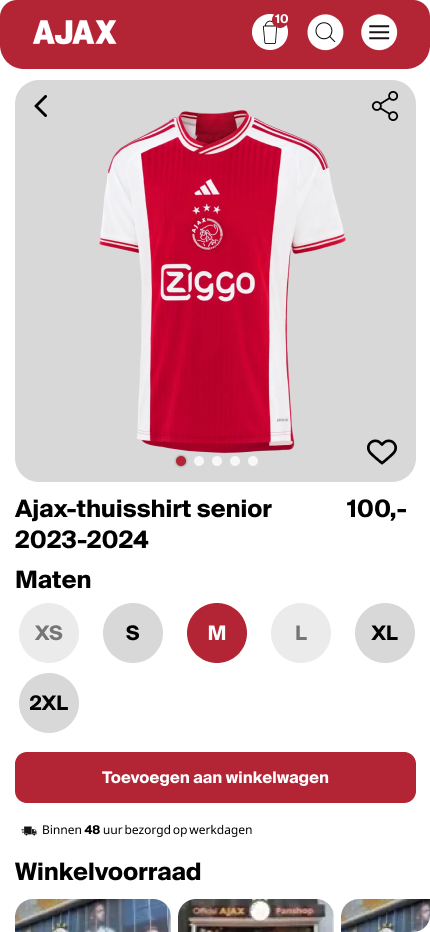 AJAX
10
AJAX
Ziggo
Ajax-thuisshirt senior 100,-
2023-2024
Maten
XS S M L XL
2XL
Toevoegen aan winkelwagen
Binnen 48 uur bezorgd op werkdagen
Winkelvoorraad
Official AJAX Fanshop